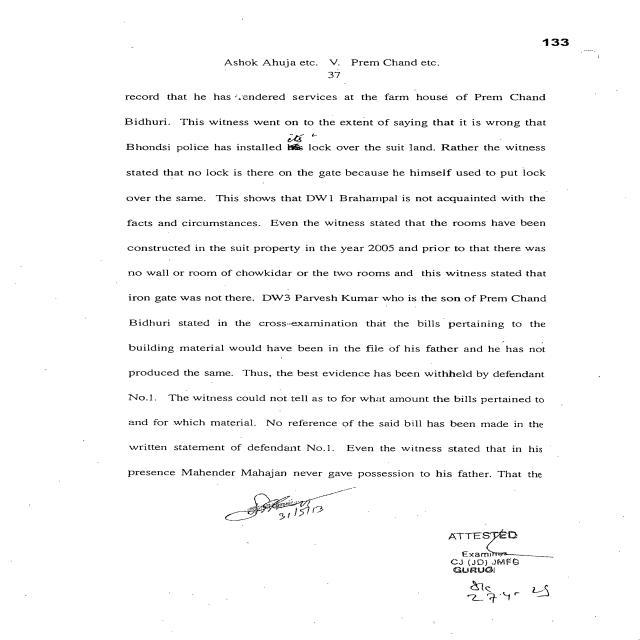 133
Ashok Ahuja etc. V. Prem Chand etc.
37
record that he has rendered services at the farm house of Prem Chand
Bidhuri. This witness went on to the extent of saying that it is wrong that
its
Bhondsi police has installed lock over the suit land. Rather the witness
stated that no lock is there on the gate because he himself used to put lock
over the same. This shows that DW1 Brahampal is not acquainted with the
facts and circumstances. Even the witness stated that the rooms have been
constructed in the suit property in the year 2005 and prior to that there was
no wall or room of chowkidar or the two rooms and this witness stated that
iron gate was not there. DW3 Parvesh Kumar who is the son of Prem Chand
Bidhuri stated in the cross-examination that the bills pertaining to the
building material would have been in the file of his father and he has not
produced the same. Thus, the best evidence has been withheld by defendant
No.1. The witness could not tell as to for what amount the bills pertained to
and for which material. No reference of the said bill has been made in the
written statement of defendant No.1. Even the witness stated that in his
presence Mahender Mahajan never gave possession to his father. That the
31/5/13
ATTESTED
Examiner
CJ (JD) JMFC